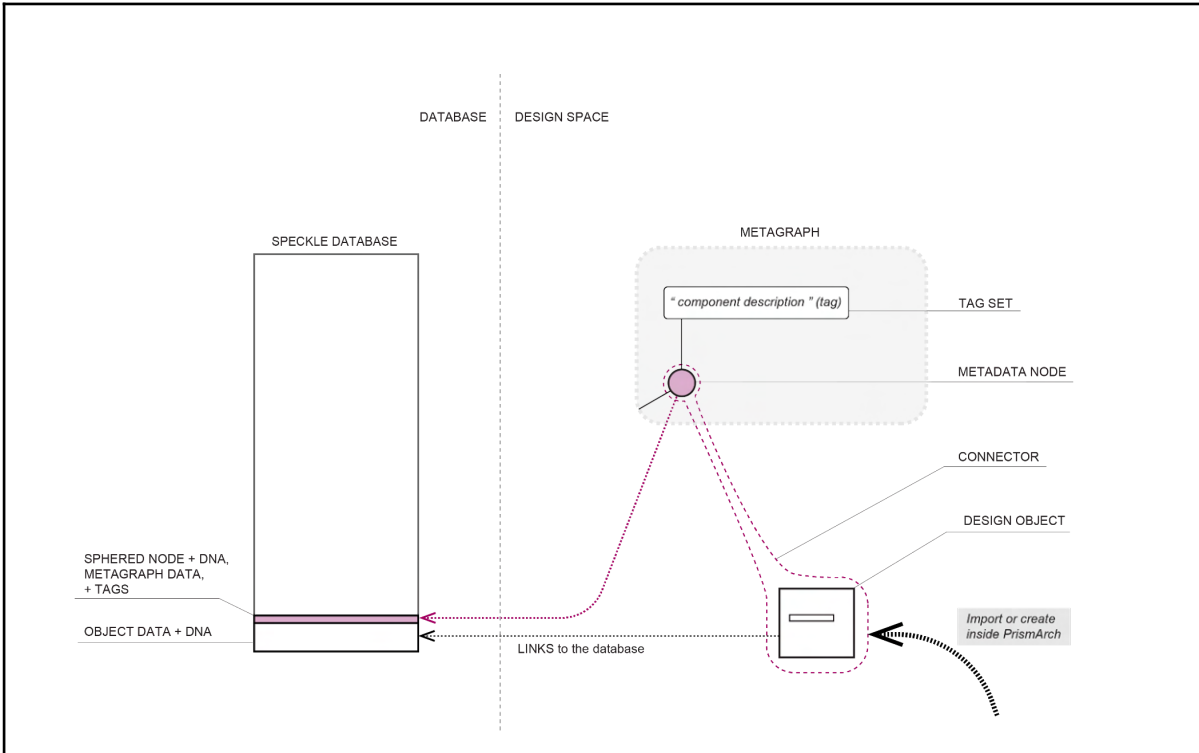 DATABASE
DESIGN SPACE
SPECKLE DATABASE
METAGRAPH
“ component description ” (tag)
TAG SET
METADATA NODE
CONNECTOR
DESIGN OBJECT
SPHERED NODE + DNA,
METAGRAPH DATA,
+ TAGS
OBJECT DATA + DNA
LINKS to the database
Import or create
inside PrismArch